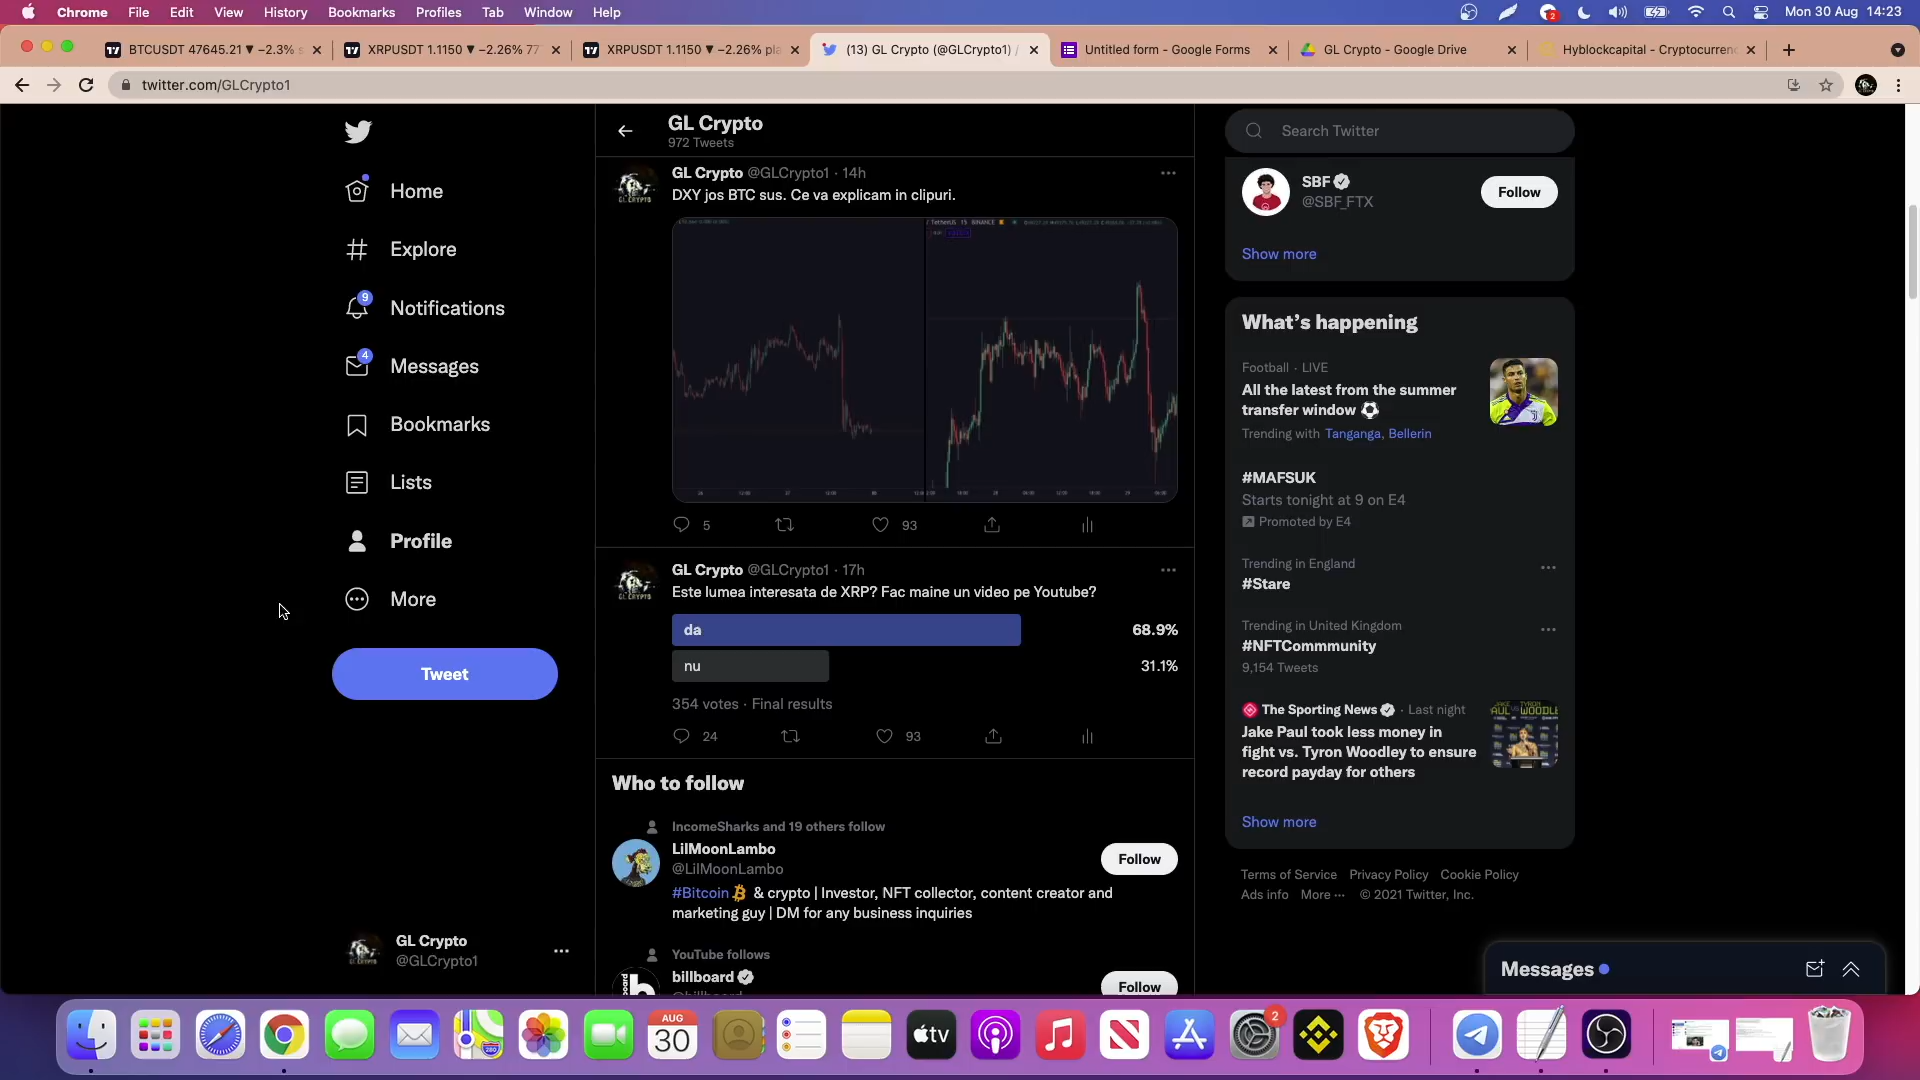 Chrome File Edit View History Bookmarks Profiles Tab Window Help
2
Mon 30 Aug 14:23
BTCUSDT 47645.21 ▼ −2.3%
XRPUSDT 1.1150 ▼ −2.26% 77
XRPUSDT 1.1150 ▼ −2.26% pl
(13) GL Crypto (@GLCrypto1) /
Untitled form - Google Forms
GL Crypto - Google Drive
Hyblockcapital - Cryptocurren
twitter.com/GLCrypto1
Home
Explore
9
Notifications
4
Messages
Bookmarks
Lists
Profile
More
Tweet
GL Crypto
@GLCrypto1
GL Crypto
972 Tweets
GL Crypto @GLCrypto1 · 14h
DXY jos BTC sus. Ce va explicam in clipuri.
5
93
GL Crypto @GLCrypto1 · 17h
Este lumea interesata de XRP? Fac maine un video pe Youtube?
da 68.9%
nu 31.1%
354 votes · Final results
24
93
Who to follow
IncomeSharks and 19 others follow
LilMoonLambo
@LilMoonLambo
Follow
#Bitcoin & crypto | Investor, NFT collector, content creator and
marketing guy | DM for any business inquiries
YouTube follows
billboard
Follow
Search Twitter
SBF
@SBF_FTX
Follow
Show more
What's happening
Football · LIVE
All the latest from the summer
transfer window
Trending with Tanganga, Bellerin
#MAFSUK
Starts tonight at 9 on E4
Promoted by E4
Trending in England
#Stare
Trending in United Kingdom
#NFTCommmunity
9,154 Tweets
The Sporting News · Last night
Jake Paul took less money in
fight vs. Tyron Woodley to ensure
record payday for others
Show more
Terms of Service Privacy Policy Cookie Policy
Ads info More ··· © 2021 Twitter, Inc.
Messages
AUG
30
tv
2